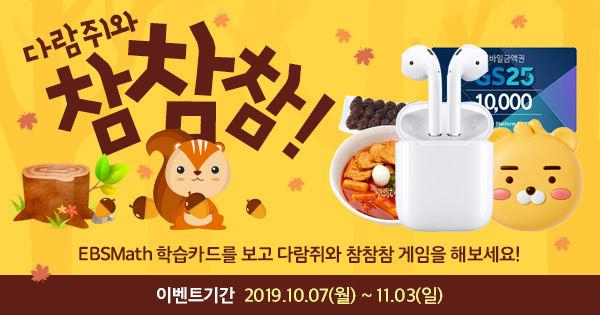 다람쥐와
참참참!
모바일금액권
GS25
10,000
EBSMath 학습카드를 보고 다람쥐와 참참참 게임을 해보세요!
이벤트기간 2019.10.07(월) ~ 11.03(일)